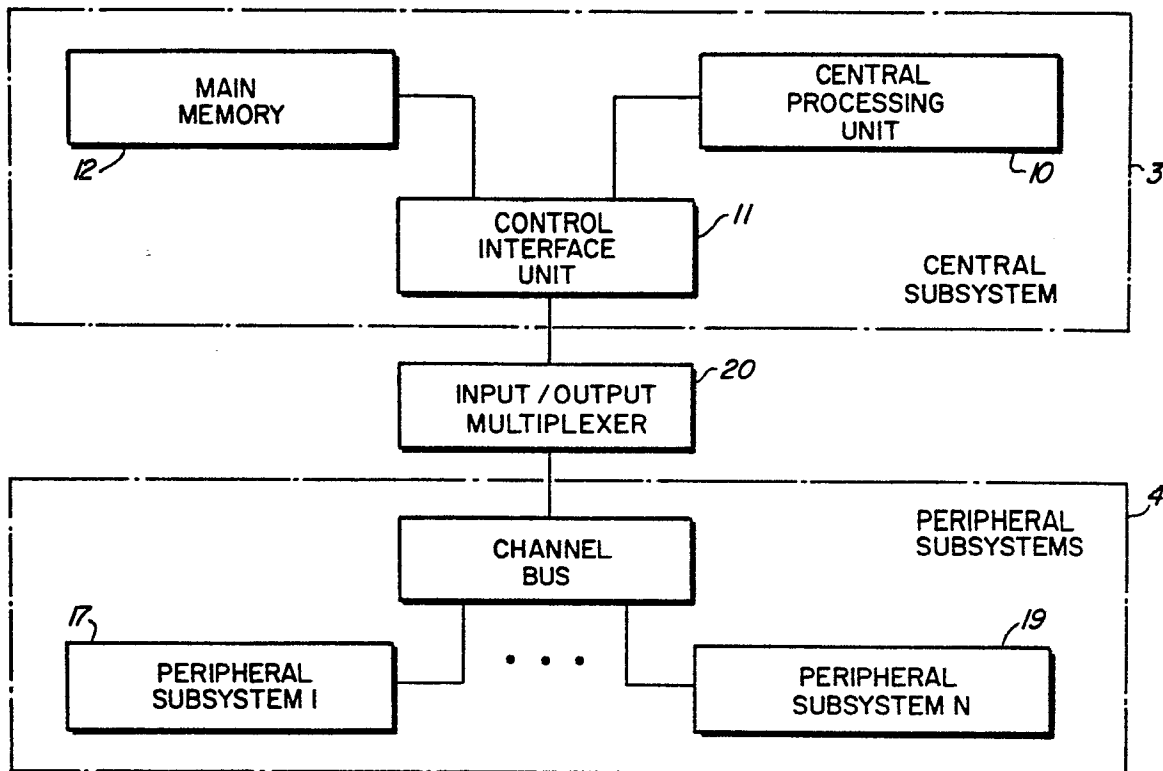 MAIN
MEMORY
12
CENTRAL
PROCESSING
UNIT
10
3
CONTROL
INTERFACE
UNIT
11
CENTRAL
SUBSYSTEM
INPUT / OUTPUT
MULTIPLEXER
20
4
PERIPHERAL
SUBSYSTEMS
CHANNEL
BUS
17
PERIPHERAL
SUBSYSTEM 1
• • •
19
PERIPHERAL
SUBSYSTEM N